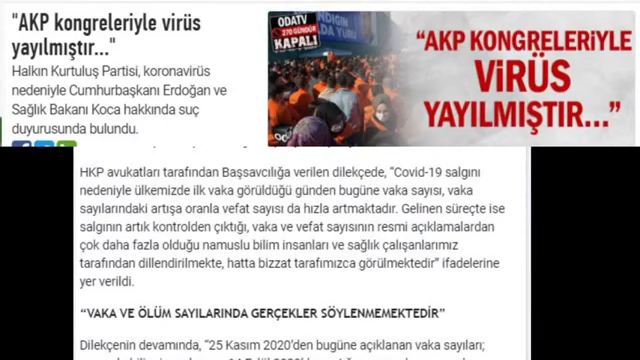 "AKP kongreleriyle virüs
yayılmıştır..."
Halkın Kurtuluş Partisi, koronavirüs
nedeniyle Cumhurbaşkanı Erdoğan ve
Sağlık Bakanı Koca hakkında suç
duyurusunda bulundu.
ODATV
270 GÜNDÜR
KAPALI
“AKP KONGRELERİYLE
VİRÜS
YAYILMIŞTIR...”
HKP avukatları tarafından Başsavcılığa verilen dilekçede, “Covid-19 salgını
nedeniyle ülkemizde ilk vaka görüldüğü günden bugüne vaka sayısı, vaka
sayılarındaki artışa oranla vefat sayısı da hızla artmaktadır. Gelinen süreçte ise
salgının artık kontrolden çıktığı, vaka ve vefat sayısının resmi açıklamalardan
çok daha fazla olduğu namuslu bilim insanları ve sağlık çalışanlarımız
tarafından dillendirilmekte, hatta bizzat tarafımızca görülmektedir” ifadelerine
yer verildi.
“VAKA VE ÖLÜM SAYILARINDA GERÇEKLER SÖYLENMEMEKTEDİR”
Dilekçenin devamında, “25 Kasım 2020’den bugüne açıklanan vaka sayıları;